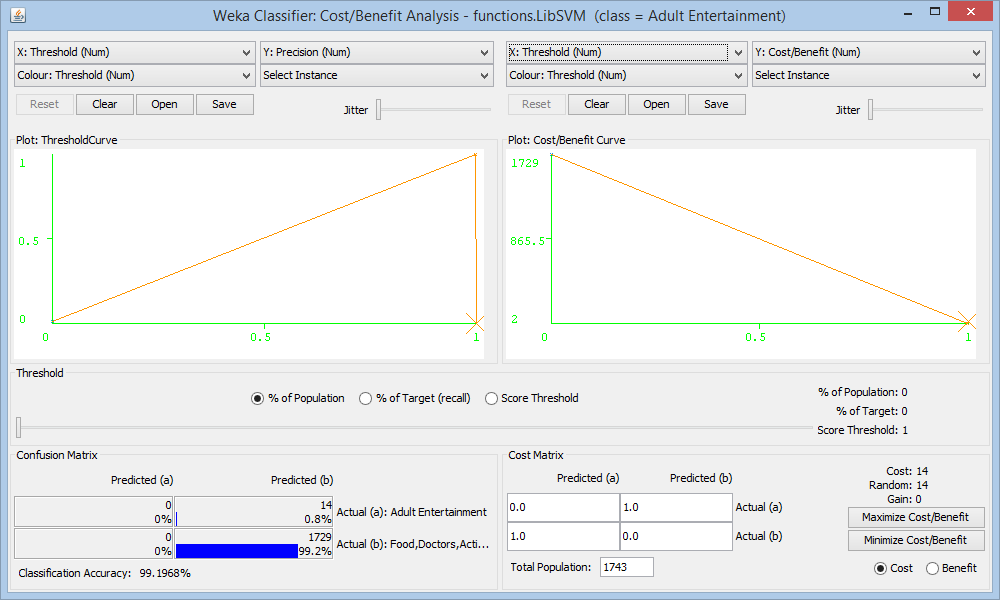 Weka Classifier: Cost/Benefit Analysis - functions.LibSVM (class = Adult Entertainment)
X: Threshold (Num) Y: Precision (Num) X: Threshold (Num) Y: Cost/Benefit (Num)
Colour: Threshold (Num) Select Instance Colour: Threshold (Num) Select Instance
Reset Clear Open Save Jitter Reset Clear Open Save Jitter
Plot: ThresholdCurve
1
0.5
0
0 0.5 1
Plot: Cost/Benefit Curve
1729
865.5
2
0 0.5 1
Threshold
% of Population % of Target (recall) Score Threshold
% of Population: 0
% of Target: 0
Score Threshold: 1
Confusion Matrix
Predicted (a) Predicted (b)
0 14
0% 0.8%
Actual (a): Adult Entertainment
0 1729
0% 99.2%
Actual (b): Food,Doctors,Acti...
Classification Accuracy: 99.1968%
Cost Matrix
Predicted (a) Predicted (b)
0.0 1.0 Actual (a)
1.0 0.0 Actual (b)
Total Population: 1743
Cost: 14
Random: 14
Gain: 0
Maximize Cost/Benefit
Minimize Cost/Benefit
Cost Benefit